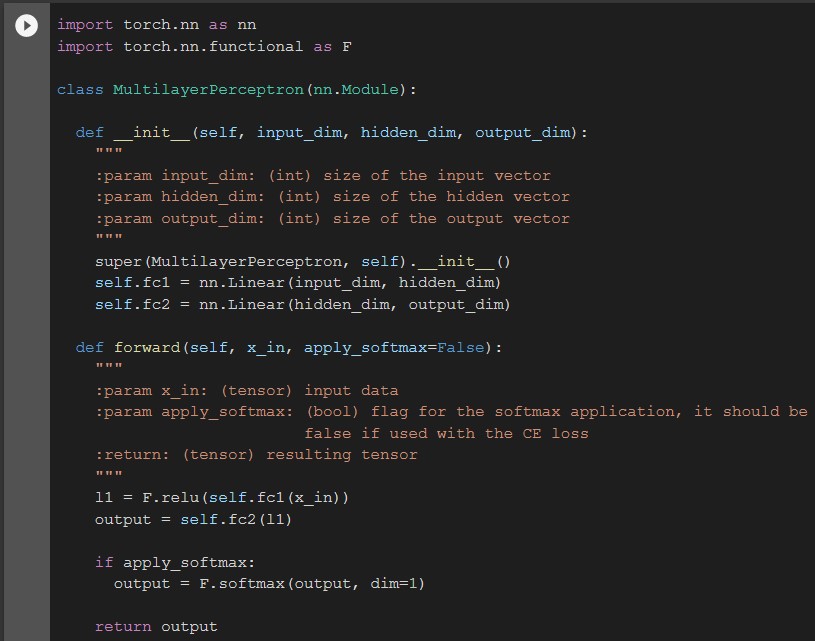 import torch.nn as nn
import torch.nn.functional as F
class MultilayerPerceptron(nn.Module):
def __init__(self, input_dim, hidden_dim, output_dim):
"""
:param input_dim: (int) size of the input vector
:param hidden_dim: (int) size of the hidden vector
:param output_dim: (int) size of the output vector
"""
super(MultilayerPerceptron, self).__init__()
self.fc1 = nn.Linear(input_dim, hidden_dim)
self.fc2 = nn.Linear(hidden_dim, output_dim)
def forward(self, x_in, apply_softmax=False):
"""
:param x_in: (tensor) input data
:param apply_softmax: (bool) flag for the softmax application, it should be
false if used with the CE loss
:return: (tensor) resulting tensor
"""
l1 = F.relu(self.fc1(x_in))
output = self.fc2(l1)
if apply_softmax:
output = F.softmax(output, dim=1)
return output